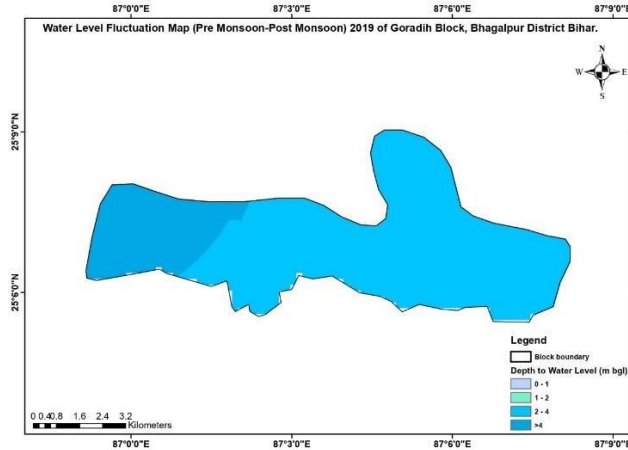 87°0'0"E 87°3'0"E 87°6'0"E 87°9'0"E
Water Level Fluctuation Map (Pre Monsoon-Post Monsoon) 2019 of Goradih Block, Bhagalpur District Bihar.
N
W E
S
25°9'0"N
25°6'0"N
Legend
Block boundary
Depth to Water Level (m bgl)
0 - 1
1 - 2
2 - 4
>4
0 0.4 0.8 1.6 2.4 3.2
Kilometers
87°0'0"E 87°3'0"E 87°6'0"E 87°9'0"E